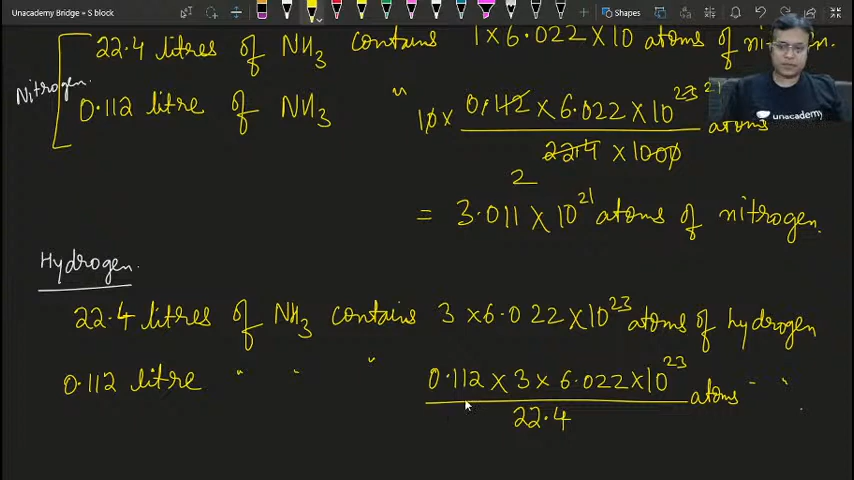 Unacademy Bridge - S block
Shapes
22.4 litres of NH3 contains 1 x 6.022 x 10 atoms of nitrogen.
Nitrogen.
0.112 litre of NH3 " 10 x 0.112 x 6.022 x 10^23 21 atoms
22.4 x 1000
2
= 3.011 x 10^21 atoms of nitrogen.
unacademy
Hydrogen.
22.4 litres of NH3 contains 3 x 6.022 x 10^23 atoms of hydrogen
0.112 litre " " " 0.112 x 3 x 6.022 x 10^23 atoms " "
22.4